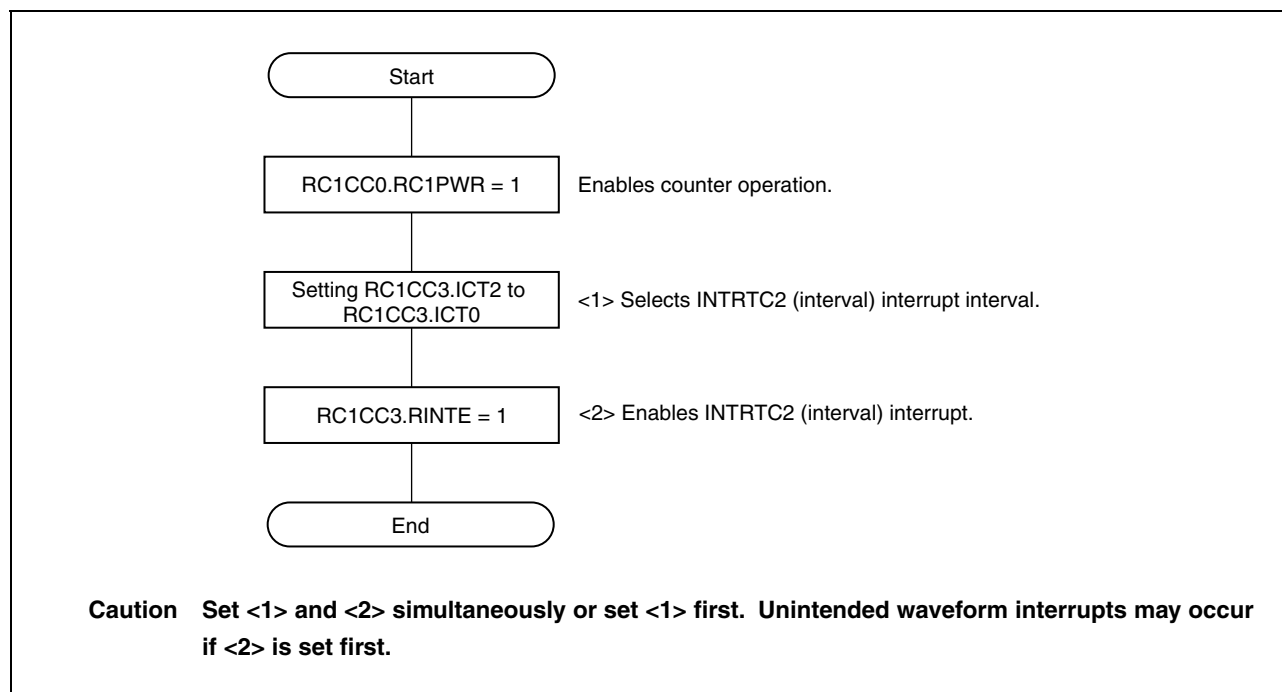 Start
RC1CC0.RC1PWR = 1
Enables counter operation.
Setting RC1CC3.ICT2 to
RC1CC3.ICT0
<1> Selects INTRTC2 (interval) interrupt interval.
RC1CC3.RINTE = 1
<2> Enables INTRTC2 (interval) interrupt.
End
Caution Set <1> and <2> simultaneously or set <1> first. Unintended waveform interrupts may occur
if <2> is set first.